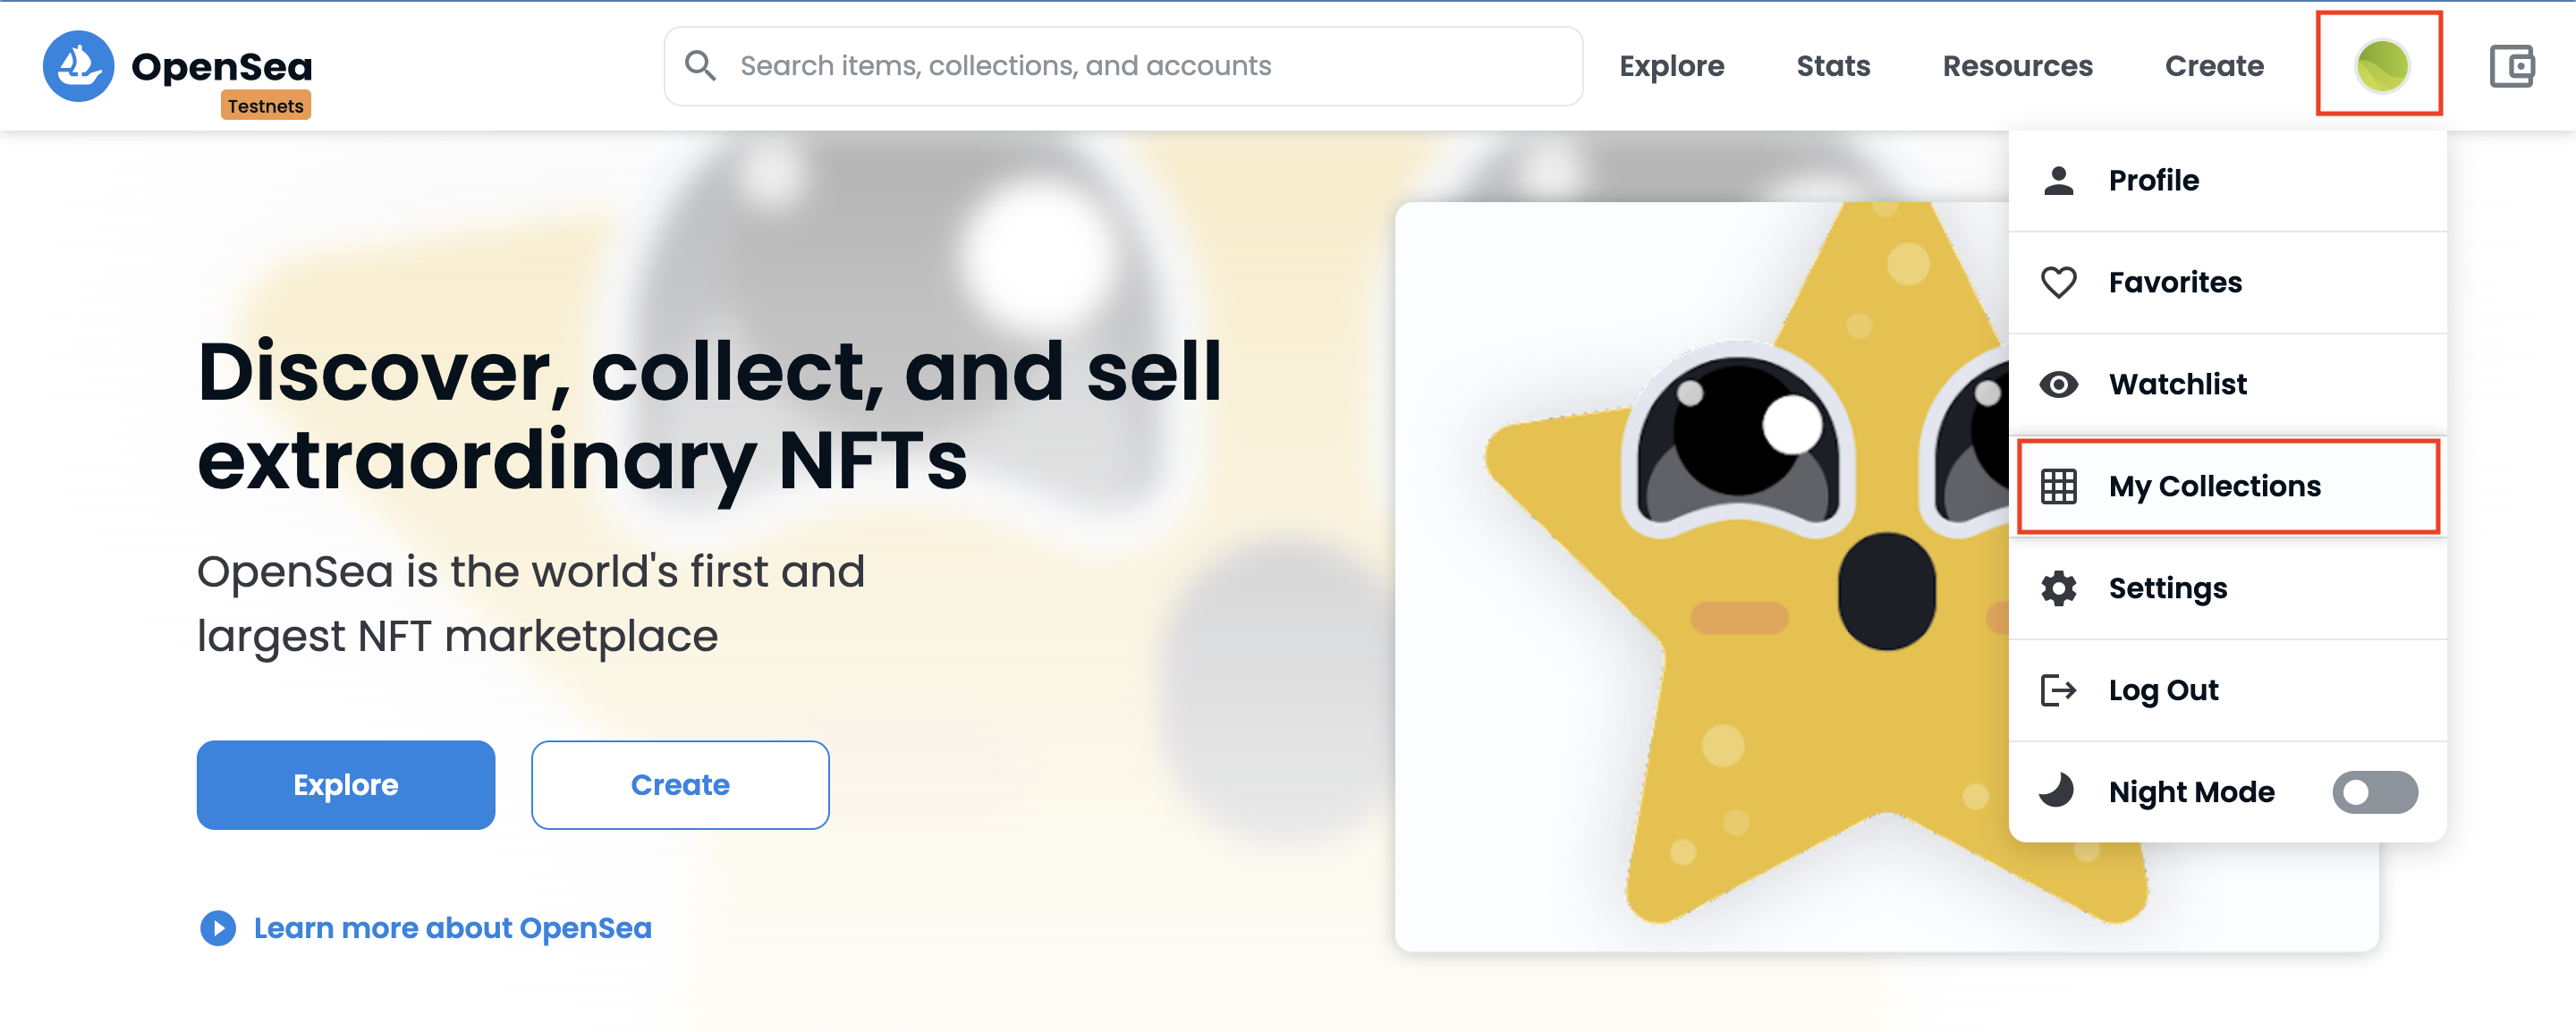 OpenSea
Testnets
Search items, collections, and accounts
Explore
Stats
Resources
Create
Profile
Favorites
Watchlist
My Collections
Settings
Log Out
Night Mode
Discover, collect, and sell
extraordinary NFTs
OpenSea is the world's first and
largest NFT marketplace
Explore
Create
Learn more about OpenSea